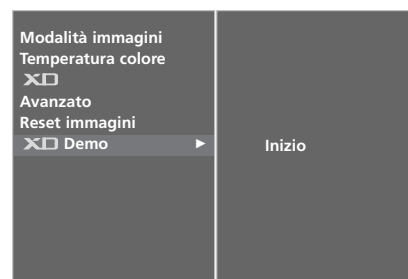 Modalità immagini
Temperatura colore
XD
Avanzato
Reset immagini
XD Demo ►
Inizio